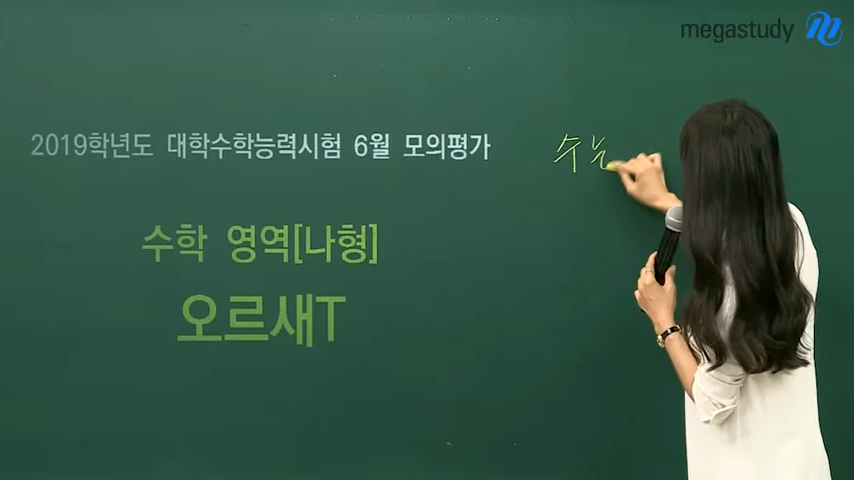 megastudy
2019학년도 대학수학능력시험 6월 모의평가
수학 영역[나형]
오르새T
수